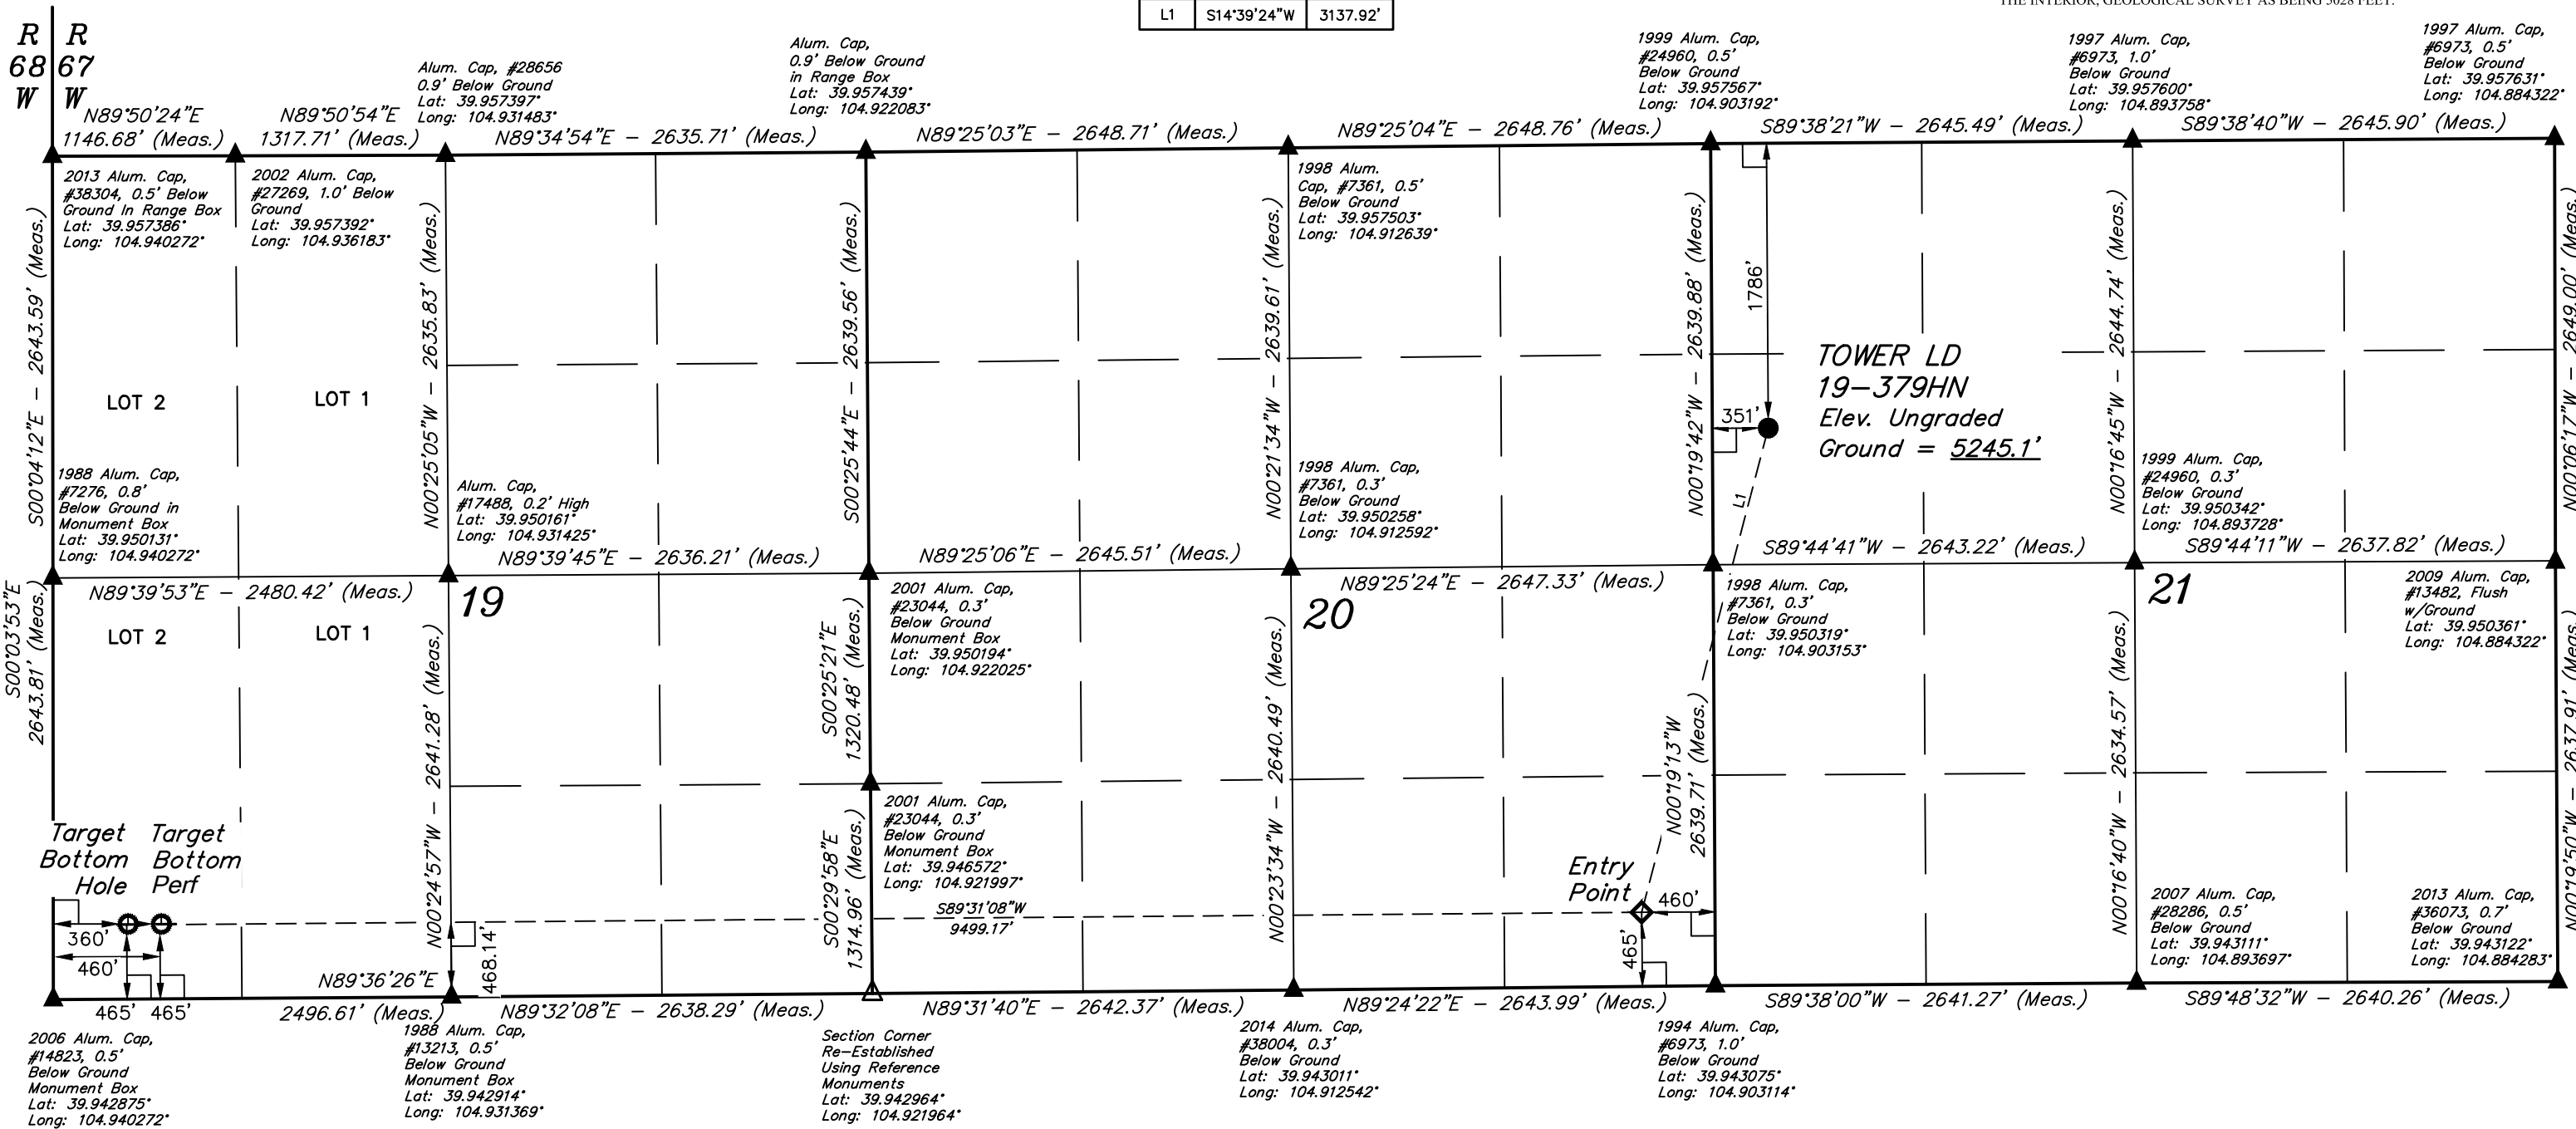 L1 S14°39'24"W 3137.92'
THE INTERIOR, GEOLOGICAL SURVEY AS BEING 5028 FEET.
R R
68 67
W W
N89°50'24"E
1146.68' (Meas.)
N89°50'54"E
1317.71' (Meas.)
Alum. Cap, #28656
0.9' Below Ground
Lat: 39.957397°
Long: 104.931483°
N89°34'54"E – 2635.71' (Meas.)
Alum. Cap,
0.9' Below Ground
in Range Box
Lat: 39.957439°
Long: 104.922083°
N89°25'03"E – 2648.71' (Meas.)
N89°25'04"E – 2648.76' (Meas.)
1999 Alum. Cap,
#24960, 0.5'
Below Ground
Lat: 39.957567°
Long: 104.903192°
S89°38'21"W – 2645.49' (Meas.)
1997 Alum. Cap,
#6973, 1.0'
Below Ground
Lat: 39.957600°
Long: 104.893758°
S89°38'40"W – 2645.90' (Meas.)
1997 Alum. Cap,
#6973, 0.5'
Below Ground
Lat: 39.957631°
Long: 104.884322°
2013 Alum. Cap,
#38304, 0.5' Below
Ground In Range Box
Lat: 39.957386°
Long: 104.940272°
2002 Alum. Cap,
#27269, 1.0' Below
Ground
Lat: 39.957392°
Long: 104.936183°
1998 Alum.
Cap, #7361, 0.5'
Below Ground
Lat: 39.957503°
Long: 104.912639°
S00°04'12"E – 2643.59' (Meas.)
N00°25'05"W – 2635.83' (Meas.)
S00°25'44"E – 2639.56' (Meas.)
N00°21'34"W – 2639.61' (Meas.)
N00°19'42"W – 2639.88' (Meas.)
1786'
N00°16'45"W – 2644.74' (Meas.)
N00°06'17"W – 2649.00' (Meas.)
LOT 2
LOT 1
TOWER LD
19–379HN
Elev. Ungraded
Ground = 5245.1'
351'
L1
1988 Alum. Cap,
#7276, 0.8'
Below Ground in
Monument Box
Lat: 39.950131°
Long: 104.940272°
Alum. Cap,
#17488, 0.2' High
Lat: 39.950161°
Long: 104.931425°
1998 Alum. Cap,
#7361, 0.3'
Below Ground
Lat: 39.950258°
Long: 104.912592°
1999 Alum. Cap,
#24960, 0.3'
Below Ground
Lat: 39.950342°
Long: 104.893728°
N89°39'53"E – 2480.42' (Meas.)
N89°39'45"E – 2636.21' (Meas.)
N89°25'06"E – 2645.51' (Meas.)
N89°25'24"E – 2647.33' (Meas.)
S89°44'41"W – 2643.22' (Meas.)
S89°44'11"W – 2637.82' (Meas.)
19
20
21
LOT 2
LOT 1
2001 Alum. Cap,
#23044, 0.3'
Below Ground
Monument Box
Lat: 39.950194°
Long: 104.922025°
1998 Alum. Cap,
#7361, 0.3'
Below Ground
Lat: 39.950319°
Long: 104.903153°
2009 Alum. Cap,
#13482, Flush
w/Ground
Lat: 39.950361°
Long: 104.884322°
S00°03'53"E
2643.81' (Meas.)
N00°24'57"W – 2641.28' (Meas.)
S00°25'21"E
1320.48' (Meas.)
S00°29'58"E
1314.96' (Meas.)
N00°23'34"W – 2640.49' (Meas.)
N00°19'13"W
2639.71' (Meas.)
N00°16'40"W – 2634.57' (Meas.)
N00°19'50"W – 2637.91' (Meas.)
2001 Alum. Cap,
#23044, 0.3'
Below Ground
Monument Box
Lat: 39.946572°
Long: 104.921997°
Target
Bottom
Hole
Target
Bottom
Perf
S89°31'08"W
9499.17'
Entry
Point
460'
465'
360'
460'
468.14'
465' 465'
2007 Alum. Cap,
#28286, 0.5'
Below Ground
Lat: 39.943111°
Long: 104.893697°
2013 Alum. Cap,
#36073, 0.7'
Below Ground
Lat: 39.943122°
Long: 104.884283°
N89°36'26"E
2496.61' (Meas.)
N89°32'08"E – 2638.29' (Meas.)
N89°31'40"E – 2642.37' (Meas.)
N89°24'22"E – 2643.99' (Meas.)
S89°38'00"W – 2641.27' (Meas.)
S89°48'32"W – 2640.26' (Meas.)
2006 Alum. Cap,
#14823, 0.5'
Below Ground
Monument Box
Lat: 39.942875°
Long: 104.940272°
1988 Alum. Cap,
#13213, 0.5'
Below Ground
Monument Box
Lat: 39.942914°
Long: 104.931369°
Section Corner
Re–Established
Using Reference
Monuments
Lat: 39.942964°
Long: 104.921964°
2014 Alum. Cap,
#38004, 0.3'
Below Ground
Lat: 39.943011°
Long: 104.912542°
1994 Alum. Cap,
#6973, 1.0'
Below Ground
Lat: 39.943075°
Long: 104.903114°